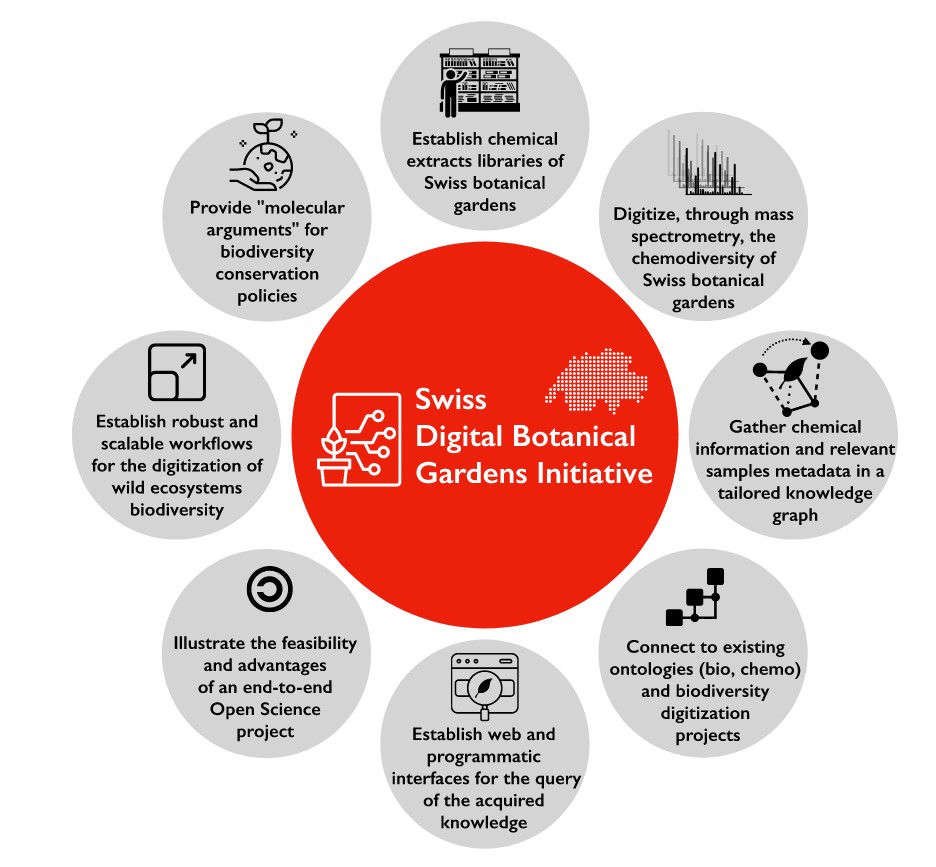 Establish chemical
extracts libraries of
Swiss botanical
gardens
Digitize, through mass
spectrometry, the
chemodiversity of
Swiss botanical
gardens
Gather chemical
information and relevant
samples metadata in a
tailored knowledge
graph
Connect to existing
ontologies (bio, chemo)
and biodiversity
digitization
projects
Establish web and
programmatic
interfaces for the query
of the acquired
knowledge
Illustrate the feasibility
and advantages
of an end-to-end
Open Science
project
Establish robust and
scalable workflows
for the digitization of
wild ecosystems
biodiversity
Provide "molecular
arguments" for
biodiversity
conservation
policies
Swiss
Digital Botanical
Gardens Initiative